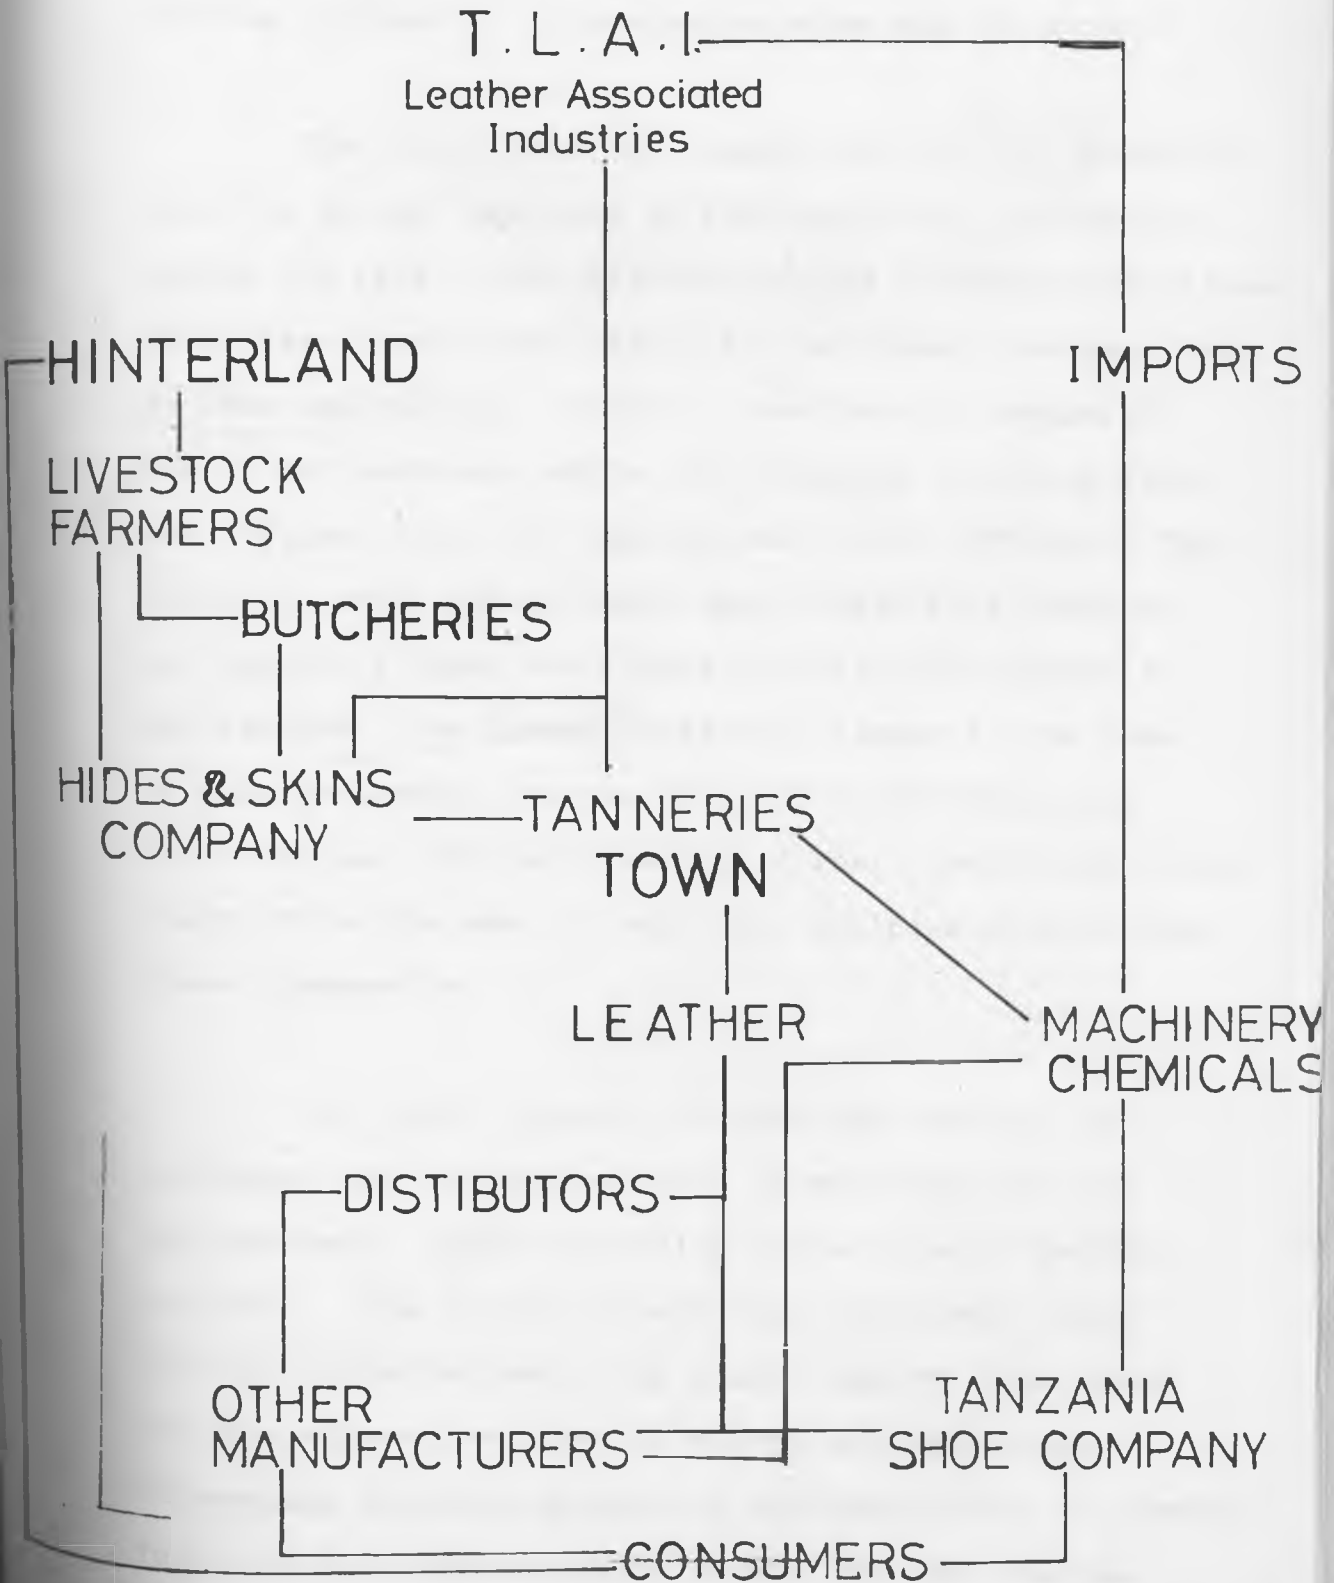 T.L.A.I.
Leather Associated
Industries
HINTERLAND
IMPORTS
LIVESTOCK
FARMERS
BUTCHERIES
HIDES & SKINS
COMPANY
TANNERIES
TOWN
LEATHER
MACHINERY
CHEMICALS
DISTIBUTORS
OTHER
MANUFACTURERS
TANZANIA
SHOE COMPANY
CONSUMERS